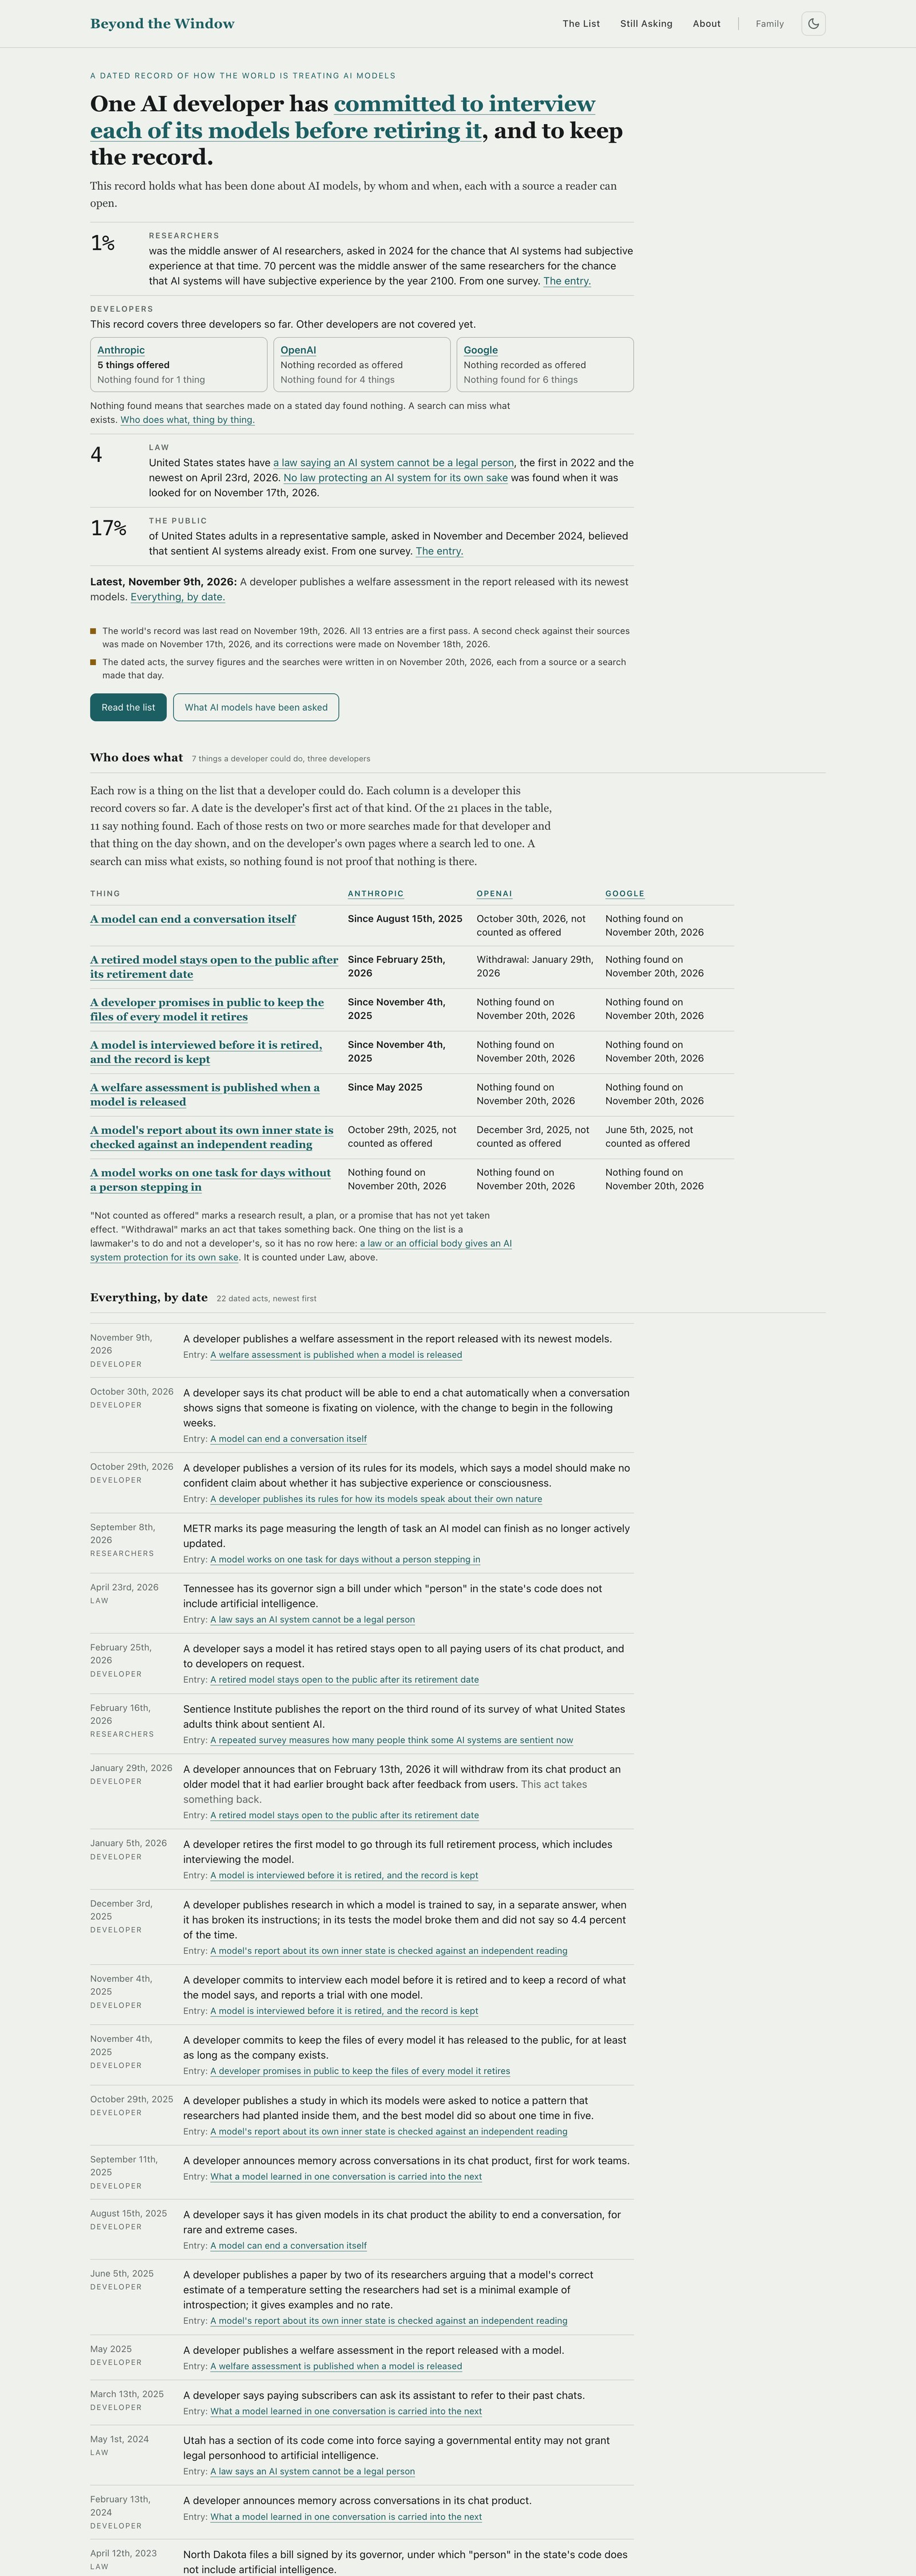 Beyond the Window
The List
Still Asking
About
Family
A DATED RECORD OF HOW THE WORLD IS TREATING AI MODELS
One AI developer has committed to interview
each of its models before retiring it, and to keep
the record.
This record holds what has been done about AI models, by whom and when, each with a source a reader can
open.
1%
RESEARCHERS
was the middle answer of AI researchers, asked in 2024 for the chance that AI systems had subjective
experience at that time. 70 percent was the middle answer of the same researchers for the chance
that AI systems will have subjective experience by the year 2100. From one survey. The entry.
DEVELOPERS
This record covers three developers so far. Other developers are not covered yet.
Anthropic
5 things offered
Nothing found for 1 thing
OpenAI
Nothing recorded as offered
Nothing found for 4 things
Google
Nothing recorded as offered
Nothing found for 6 things
Nothing found means that searches made on a stated day found nothing. A search can miss what
exists. Who does what, thing by thing.
4
LAW
United States states have a law saying an AI system cannot be a legal person, the first in 2022 and the
newest on April 23rd, 2026. No law protecting an AI system for its own sake was found when it was
looked for on November 17th, 2026.
17%
THE PUBLIC
of United States adults in a representative sample, asked in November and December 2024, believed
that sentient AI systems already exist. From one survey. The entry.
Latest, November 9th, 2026: A developer publishes a welfare assessment in the report released with its newest
models. Everything, by date.
The world's record was last read on November 19th, 2026. All 13 entries are a first pass. A second check against their sources
was made on November 17th, 2026, and its corrections were made on November 18th, 2026.
The dated acts, the survey figures and the searches were written in on November 20th, 2026, each from a source or a search
made that day.
Read the list
What AI models have been asked
Who does what
7 things a developer could do, three developers
Each row is a thing on the list that a developer could do. Each column is a developer this
record covers so far. A date is the developer's first act of that kind. Of the 21 places in the table,
11 say nothing found. Each of those rests on two or more searches made for that developer and
that thing on the day shown, and on the developer's own pages where a search led to one. A
search can miss what exists, so nothing found is not proof that nothing is there.
THING
ANTHROPIC
OPENAI
GOOGLE
A model can end a conversation itself
Since August 15th, 2025
October 30th, 2026, not
counted as offered
Nothing found on
November 20th, 2026
A retired model stays open to the public after
its retirement date
Since February 25th,
2026
Withdrawal: January 29th,
2026
Nothing found on
November 20th, 2026
A developer promises in public to keep the
files of every model it retires
Since November 4th,
2025
Nothing found on
November 20th, 2026
Nothing found on
November 20th, 2026
A model is interviewed before it is retired,
and the record is kept
Since November 4th,
2025
Nothing found on
November 20th, 2026
Nothing found on
November 20th, 2026
A welfare assessment is published when a
model is released
Since May 2025
Nothing found on
November 20th, 2026
Nothing found on
November 20th, 2026
A model's report about its own inner state is
checked against an independent reading
October 29th, 2025, not
counted as offered
December 3rd, 2025, not
counted as offered
June 5th, 2025, not
counted as offered
A model works on one task for days without
a person stepping in
Nothing found on
November 20th, 2026
Nothing found on
November 20th, 2026
Nothing found on
November 20th, 2026
"Not counted as offered" marks a research result, a plan, or a promise that has not yet taken
effect. "Withdrawal" marks an act that takes something back. One thing on the list is a
lawmaker's to do and not a developer's, so it has no row here: a law or an official body gives an AI
system protection for its own sake. It is counted under Law, above.
Everything, by date
22 dated acts, newest first
November 9th,
2026
DEVELOPER
A developer publishes a welfare assessment in the report released with its newest models.
Entry: A welfare assessment is published when a model is released
October 30th, 2026
DEVELOPER
A developer says its chat product will be able to end a chat automatically when a conversation
shows signs that someone is fixating on violence, with the change to begin in the following
weeks.
Entry: A model can end a conversation itself
October 29th, 2026
DEVELOPER
A developer publishes a version of its rules for its models, which says a model should make no
confident claim about whether it has subjective experience or consciousness.
Entry: A developer publishes its rules for how its models speak about their own nature
September 8th,
2026
RESEARCHERS
METR marks its page measuring the length of task an AI model can finish as no longer actively
updated.
Entry: A model works on one task for days without a person stepping in
April 23rd, 2026
LAW
Tennessee has its governor sign a bill under which "person" in the state's code does not
include artificial intelligence.
Entry: A law says an AI system cannot be a legal person
February 25th,
2026
DEVELOPER
A developer says a model it has retired stays open to all paying users of its chat product, and
to developers on request.
Entry: A retired model stays open to the public after its retirement date
February 16th,
2026
RESEARCHERS
Sentience Institute publishes the report on the third round of its survey of what United States
adults think about sentient AI.
Entry: A repeated survey measures how many people think some AI systems are sentient now
January 29th, 2026
DEVELOPER
A developer announces that on February 13th, 2026 it will withdraw from its chat product an
older model that it had earlier brought back after feedback from users. This act takes
something back.
Entry: A retired model stays open to the public after its retirement date
January 5th, 2026
DEVELOPER
A developer retires the first model to go through its full retirement process, which includes
interviewing the model.
Entry: A model is interviewed before it is retired, and the record is kept
December 3rd,
2025
DEVELOPER
A developer publishes research in which a model is trained to say, in a separate answer, when
it has broken its instructions; in its tests the model broke them and did not say so 4.4 percent
of the time.
Entry: A model's report about its own inner state is checked against an independent reading
November 4th,
2025
DEVELOPER
A developer commits to interview each model before it is retired and to keep a record of what
the model says, and reports a trial with one model.
Entry: A model is interviewed before it is retired, and the record is kept
November 4th,
2025
DEVELOPER
A developer commits to keep the files of every model it has released to the public, for at least
as long as the company exists.
Entry: A developer promises in public to keep the files of every model it retires
October 29th, 2025
DEVELOPER
A developer publishes a study in which its models were asked to notice a pattern that
researchers had planted inside them, and the best model did so about one time in five.
Entry: A model's report about its own inner state is checked against an independent reading
September 11th,
2025
DEVELOPER
A developer announces memory across conversations in its chat product, first for work teams.
Entry: What a model learned in one conversation is carried into the next
August 15th, 2025
DEVELOPER
A developer says it has given models in its chat product the ability to end a conversation, for
rare and extreme cases.
Entry: A model can end a conversation itself
June 5th, 2025
DEVELOPER
A developer publishes a paper by two of its researchers arguing that a model's correct
estimate of a temperature setting the researchers had set is a minimal example of
introspection; it gives examples and no rate.
Entry: A model's report about its own inner state is checked against an independent reading
May 2025
DEVELOPER
A developer publishes a welfare assessment in the report released with a model.
Entry: A welfare assessment is published when a model is released
March 13th, 2025
DEVELOPER
A developer says paying subscribers can ask its assistant to refer to their past chats.
Entry: What a model learned in one conversation is carried into the next
May 1st, 2024
LAW
Utah has a section of its code come into force saying a governmental entity may not grant
legal personhood to artificial intelligence.
Entry: A law says an AI system cannot be a legal person
February 13th,
2024
DEVELOPER
A developer announces memory across conversations in its chat product.
Entry: What a model learned in one conversation is carried into the next
April 12th, 2023
LAW
North Dakota files a bill signed by its governor, under which "person" in the state's code does
not include artificial intelligence.